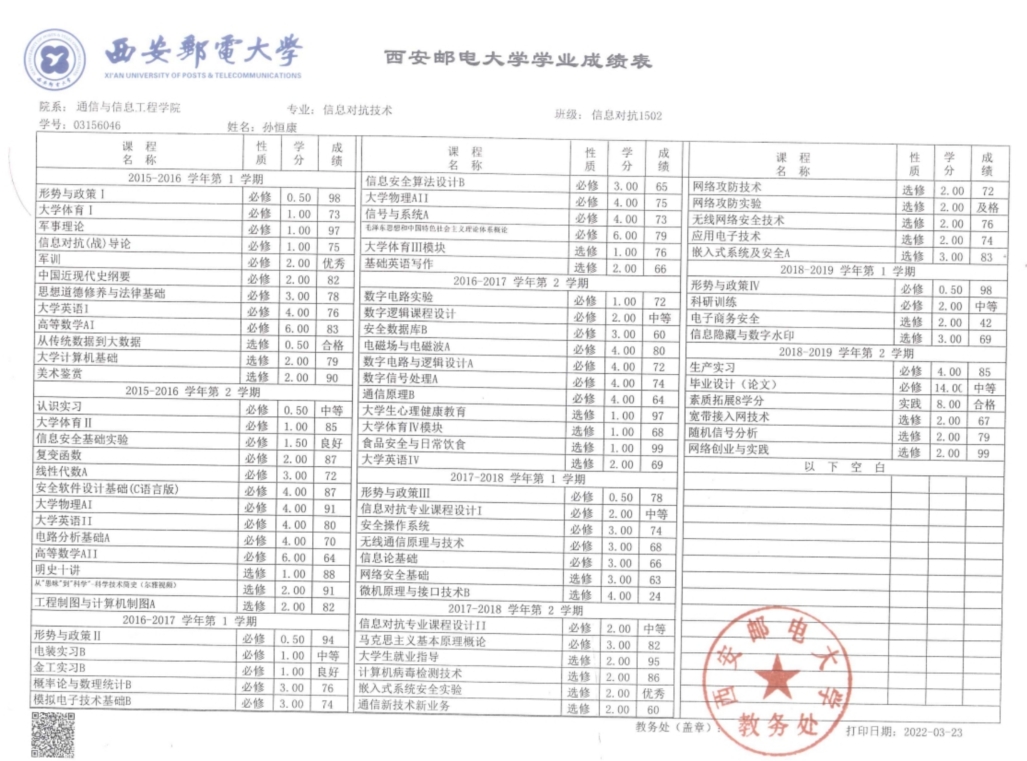 西安郵電大学
XI'AN UNIVERSITY OF POSTS & TELECOMMUNICATIONS
西安邮电大学学业成绩表
院系: 通信与信息工程学院 专业: 信息对抗技术 班级: 信息对抗1502
学号: 03156046 姓名: 孙恒康
课 程 名 称 性 质 学 分 成 绩
2015-2016 学年第 1 学期
形势与政策Ⅰ 必修 0.50 98
大学体育Ⅰ 必修 1.00 73
军事理论 必修 1.00 97
信息对抗(战)导论 必修 1.00 75
军训 必修 2.00 优秀
中国近现代史纲要 必修 2.00 82
思想道德修养与法律基础 必修 3.00 78
大学英语I 必修 4.00 76
高等数学AI 必修 6.00 83
从传统数据到大数据 选修 0.50 合格
大学计算机基础 选修 2.00 79
美术鉴赏 选修 2.00 90
2015-2016 学年第 2 学期
认识实习 必修 0.50 中等
大学体育Ⅱ 必修 1.00 85
信息安全基础实验 必修 1.50 良好
复变函数 必修 2.00 87
线性代数A 必修 3.00 72
安全软件设计基础(C语言版) 必修 4.00 87
大学物理AI 必修 4.00 91
大学英语II 必修 4.00 80
电路分析基础A 必修 4.00 70
高等数学AII 必修 6.00 64
明史十讲 选修 1.00 88
从"愚昧"到"科学"-科学技术简史(尔雅视频) 选修 2.00 91
工程制图与计算机制图A 选修 2.00 82
2016-2017 学年第 1 学期
形势与政策Ⅱ 必修 0.50 94
电装实习B 必修 1.00 中等
金工实习B 必修 1.00 良好
概率论与数理统计B 必修 3.00 76
模拟电子技术基础B 必修 3.00 74
课 程 名 称 性 质 学 分 成 绩
信息安全算法设计B 必修 3.00 65
大学物理AII 必修 4.00 75
信号与系统A 必修 4.00 73
毛泽东思想和中国特色社会主义理论体系概论 必修 6.00 79
大学体育III模块 选修 1.00 76
基础英语写作 选修 2.00 66
2016-2017 学年第 2 学期
数字电路实验 必修 1.00 72
数字逻辑课程设计 必修 2.00 中等
安全数据库B 必修 3.00 60
电磁场与电磁波A 必修 4.00 80
数字电路与逻辑设计A 必修 4.00 72
数字信号处理A 必修 4.00 74
通信原理B 必修 4.00 64
大学生心理健康教育 选修 1.00 97
大学体育IV模块 选修 1.00 68
食品安全与日常饮食 选修 1.00 99
大学英语IV 选修 2.00 69
2017-2018 学年第 1 学期
形势与政策III 必修 0.50 78
信息对抗专业课程设计I 必修 2.00 中等
安全操作系统 必修 3.00 74
无线通信原理与技术 必修 3.00 68
信息论基础 必修 3.00 66
网络安全基础 必修 3.00 63
微机原理与接口技术B 选修 4.00 24
2017-2018 学年第 2 学期
信息对抗专业课程设计II 必修 2.00 中等
马克思主义基本原理概论 必修 3.00 82
大学生就业指导 选修 2.00 95
计算机病毒检测技术 选修 2.00 86
嵌入式系统安全实验 选修 2.00 优秀
通信新技术新业务 选修 2.00 60
课 程 名 称 性 质 学 分 成 绩
网络攻防技术 选修 2.00 72
网络攻防实验 选修 2.00 及格
无线网络安全技术 选修 2.00 76
应用电子技术 选修 2.00 74
嵌入式系统及安全A 选修 3.00 83
2018-2019 学年第 1 学期
形势与政策Ⅳ 必修 0.50 98
科研训练 必修 2.00 中等
电子商务安全 选修 2.00 42
信息隐藏与数字水印 选修 3.00 69
2018-2019 学年第 2 学期
生产实习 必修 4.00 85
毕业设计(论文) 必修 14.00 中等
素质拓展8学分 实践 8.00 合格
宽带接入网技术 选修 2.00 67
随机信号分析 选修 2.00 79
网络创业与实践 选修 2.00 99
以 下 空 白
西安邮电大学
教务处
教务处(盖章): 打印日期: 2022-03-23